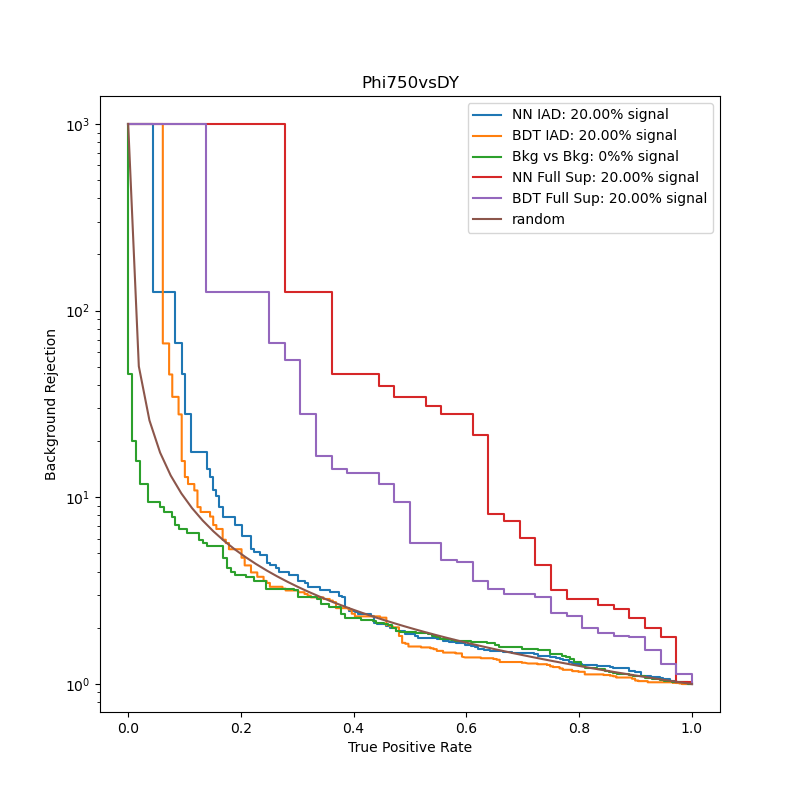 Phi750vsDY
NN IAD: 20.00% signal
BDT IAD: 20.00% signal
Bkg vs Bkg: 0%% signal
NN Full Sup: 20.00% signal
BDT Full Sup: 20.00% signal
random
Background Rejection
10³
10²
10¹
10⁰
0.0 0.2 0.4 0.6 0.8 1.0
True Positive Rate